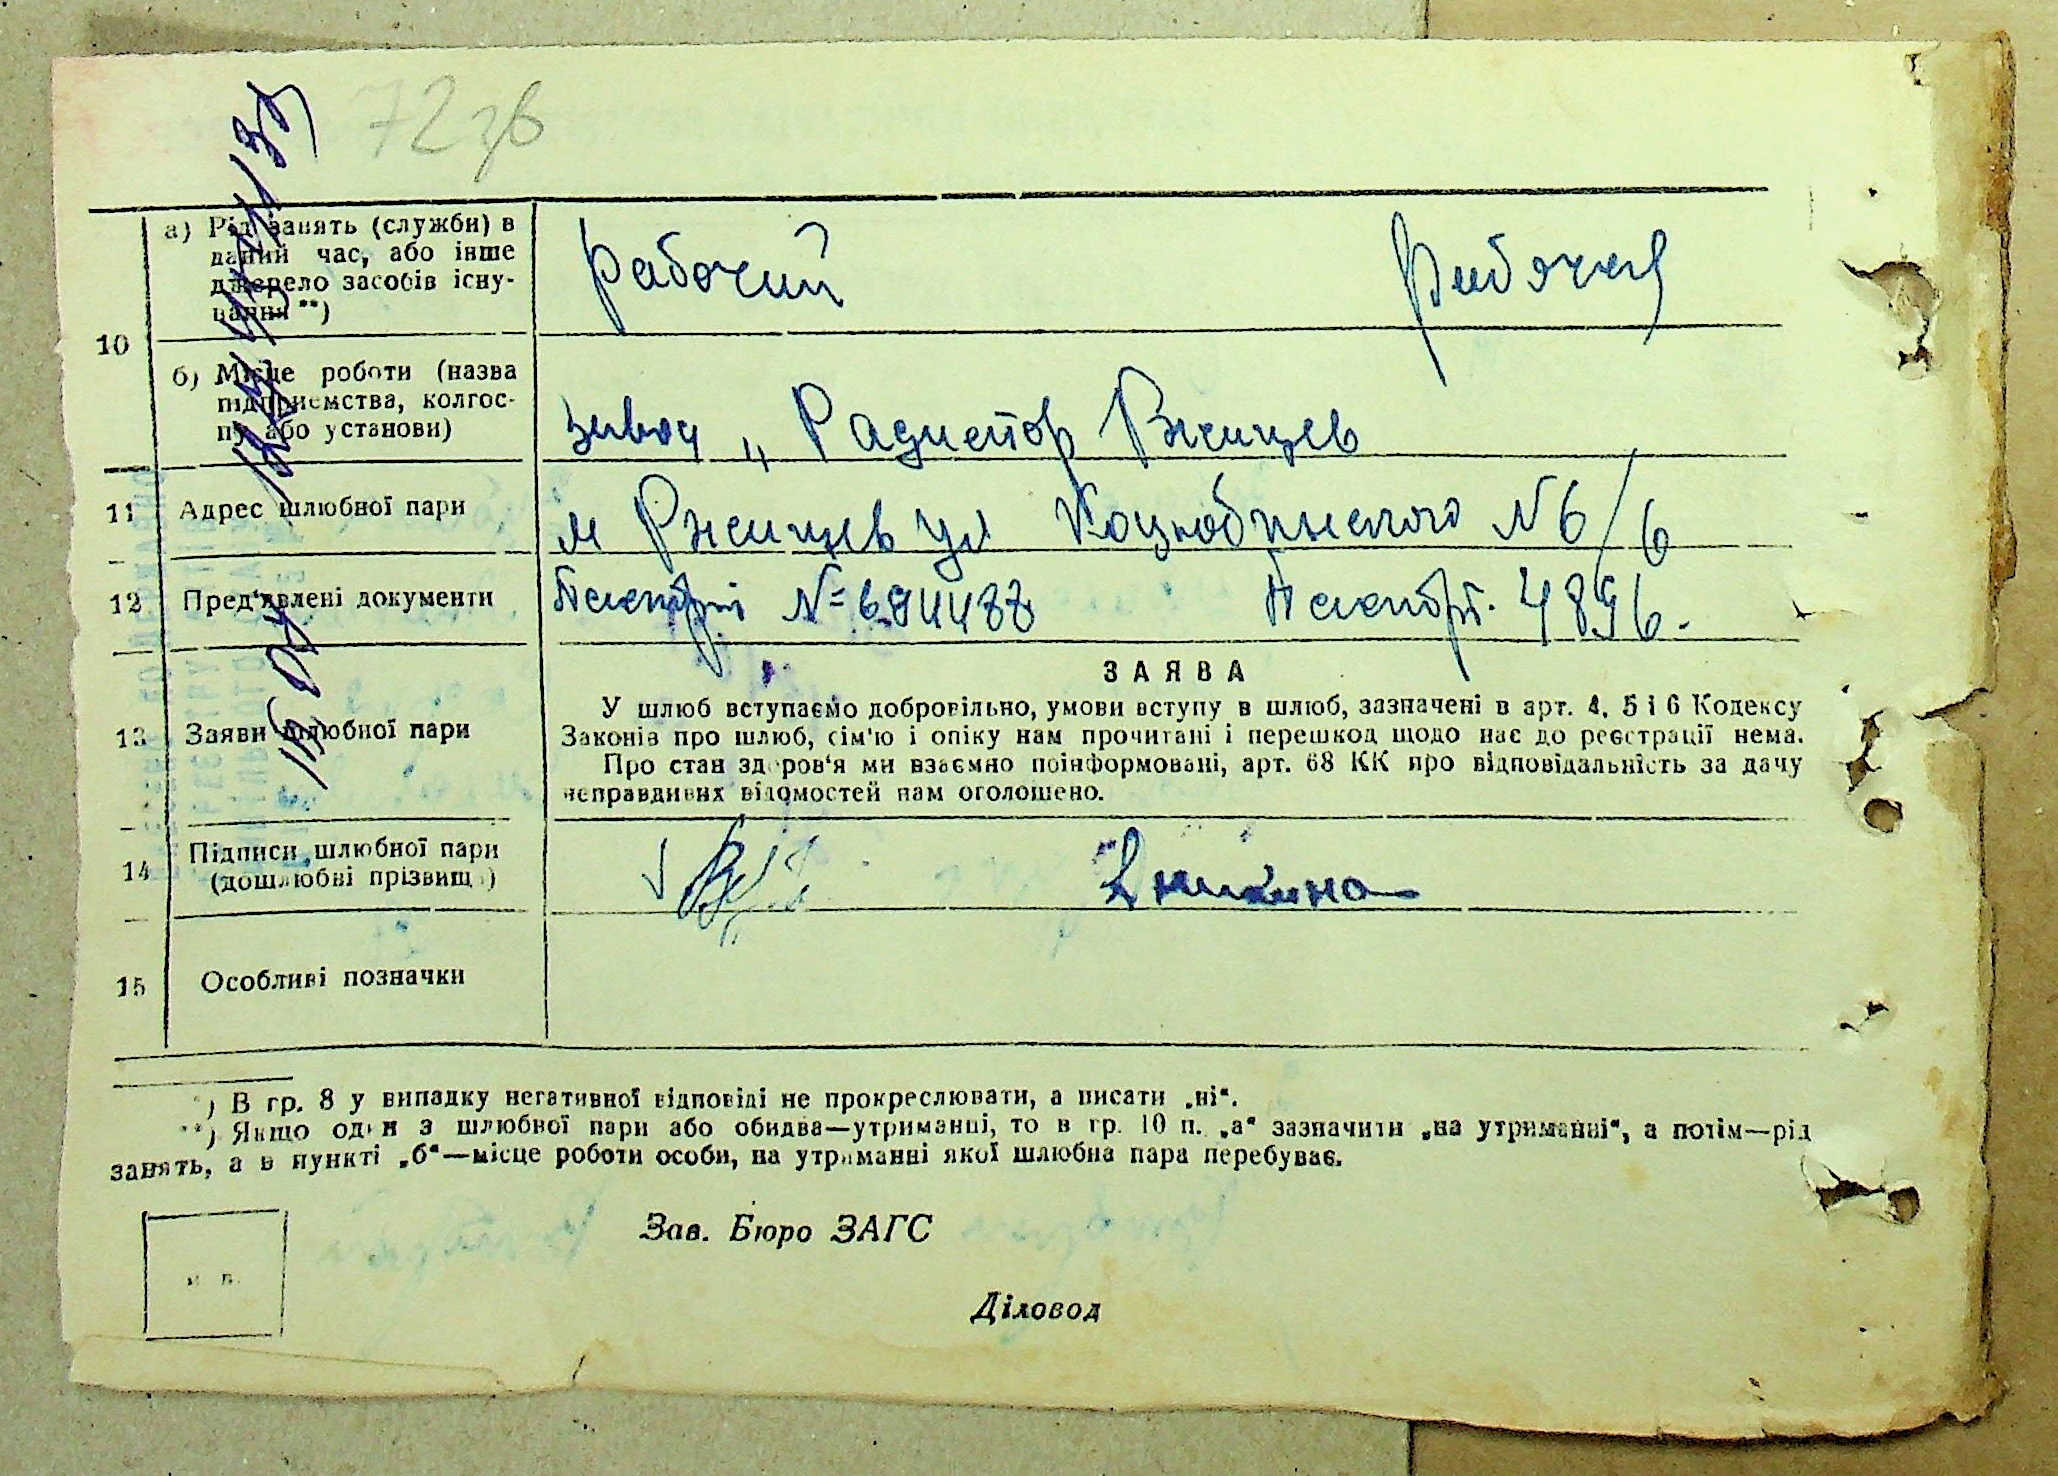 72 зв
10
а) Рід занять (служби) в
даний час, або інше
джерело засобів існу-
вання **)
рабочий
Рабочая
б) Місце роботи (назва
підприємства, колгос-
пу або установи)
завод „ Радиатор Ржищев
11 Адрес шлюбної пари
м Ржищев ул Коцюбинского № 6/6
12 Пред'явлені документи
Паспорт №
Паспорт. 4896.
13 Заяви шлюбної пари
ЗАЯВА
У шлюб вступаємо добровільно, умови вступу в шлюб, зазначені в арт. 4, 5 і 6 Кодексу
Законів про шлюб, сім'ю і опіку нам прочитані і перешкод щодо нас до реєстрації нема.
Про стан здоров'я ми взаємно поінформовані, арт. 68 КК про відповідальність за дачу
неправдивих відомостей нам оголошено.
14 Підписи шлюбної пари
(дошлюбні прізвища)
15 Особливі позначки
*) В гр. 8 у випадку негативної відповіді не прокреслювати, а писати „ні“.
**) Якщо один з шлюбної пари або обидва—утриманці, то в гр. 10 п. „а“ зазначити „на утриманні“, а потім—рід
занять, а в пункті „б“—місце роботи особи, на утриманні якої шлюбна пара перебуває.
м п.
Зав. Бюро ЗАГС
Діловод